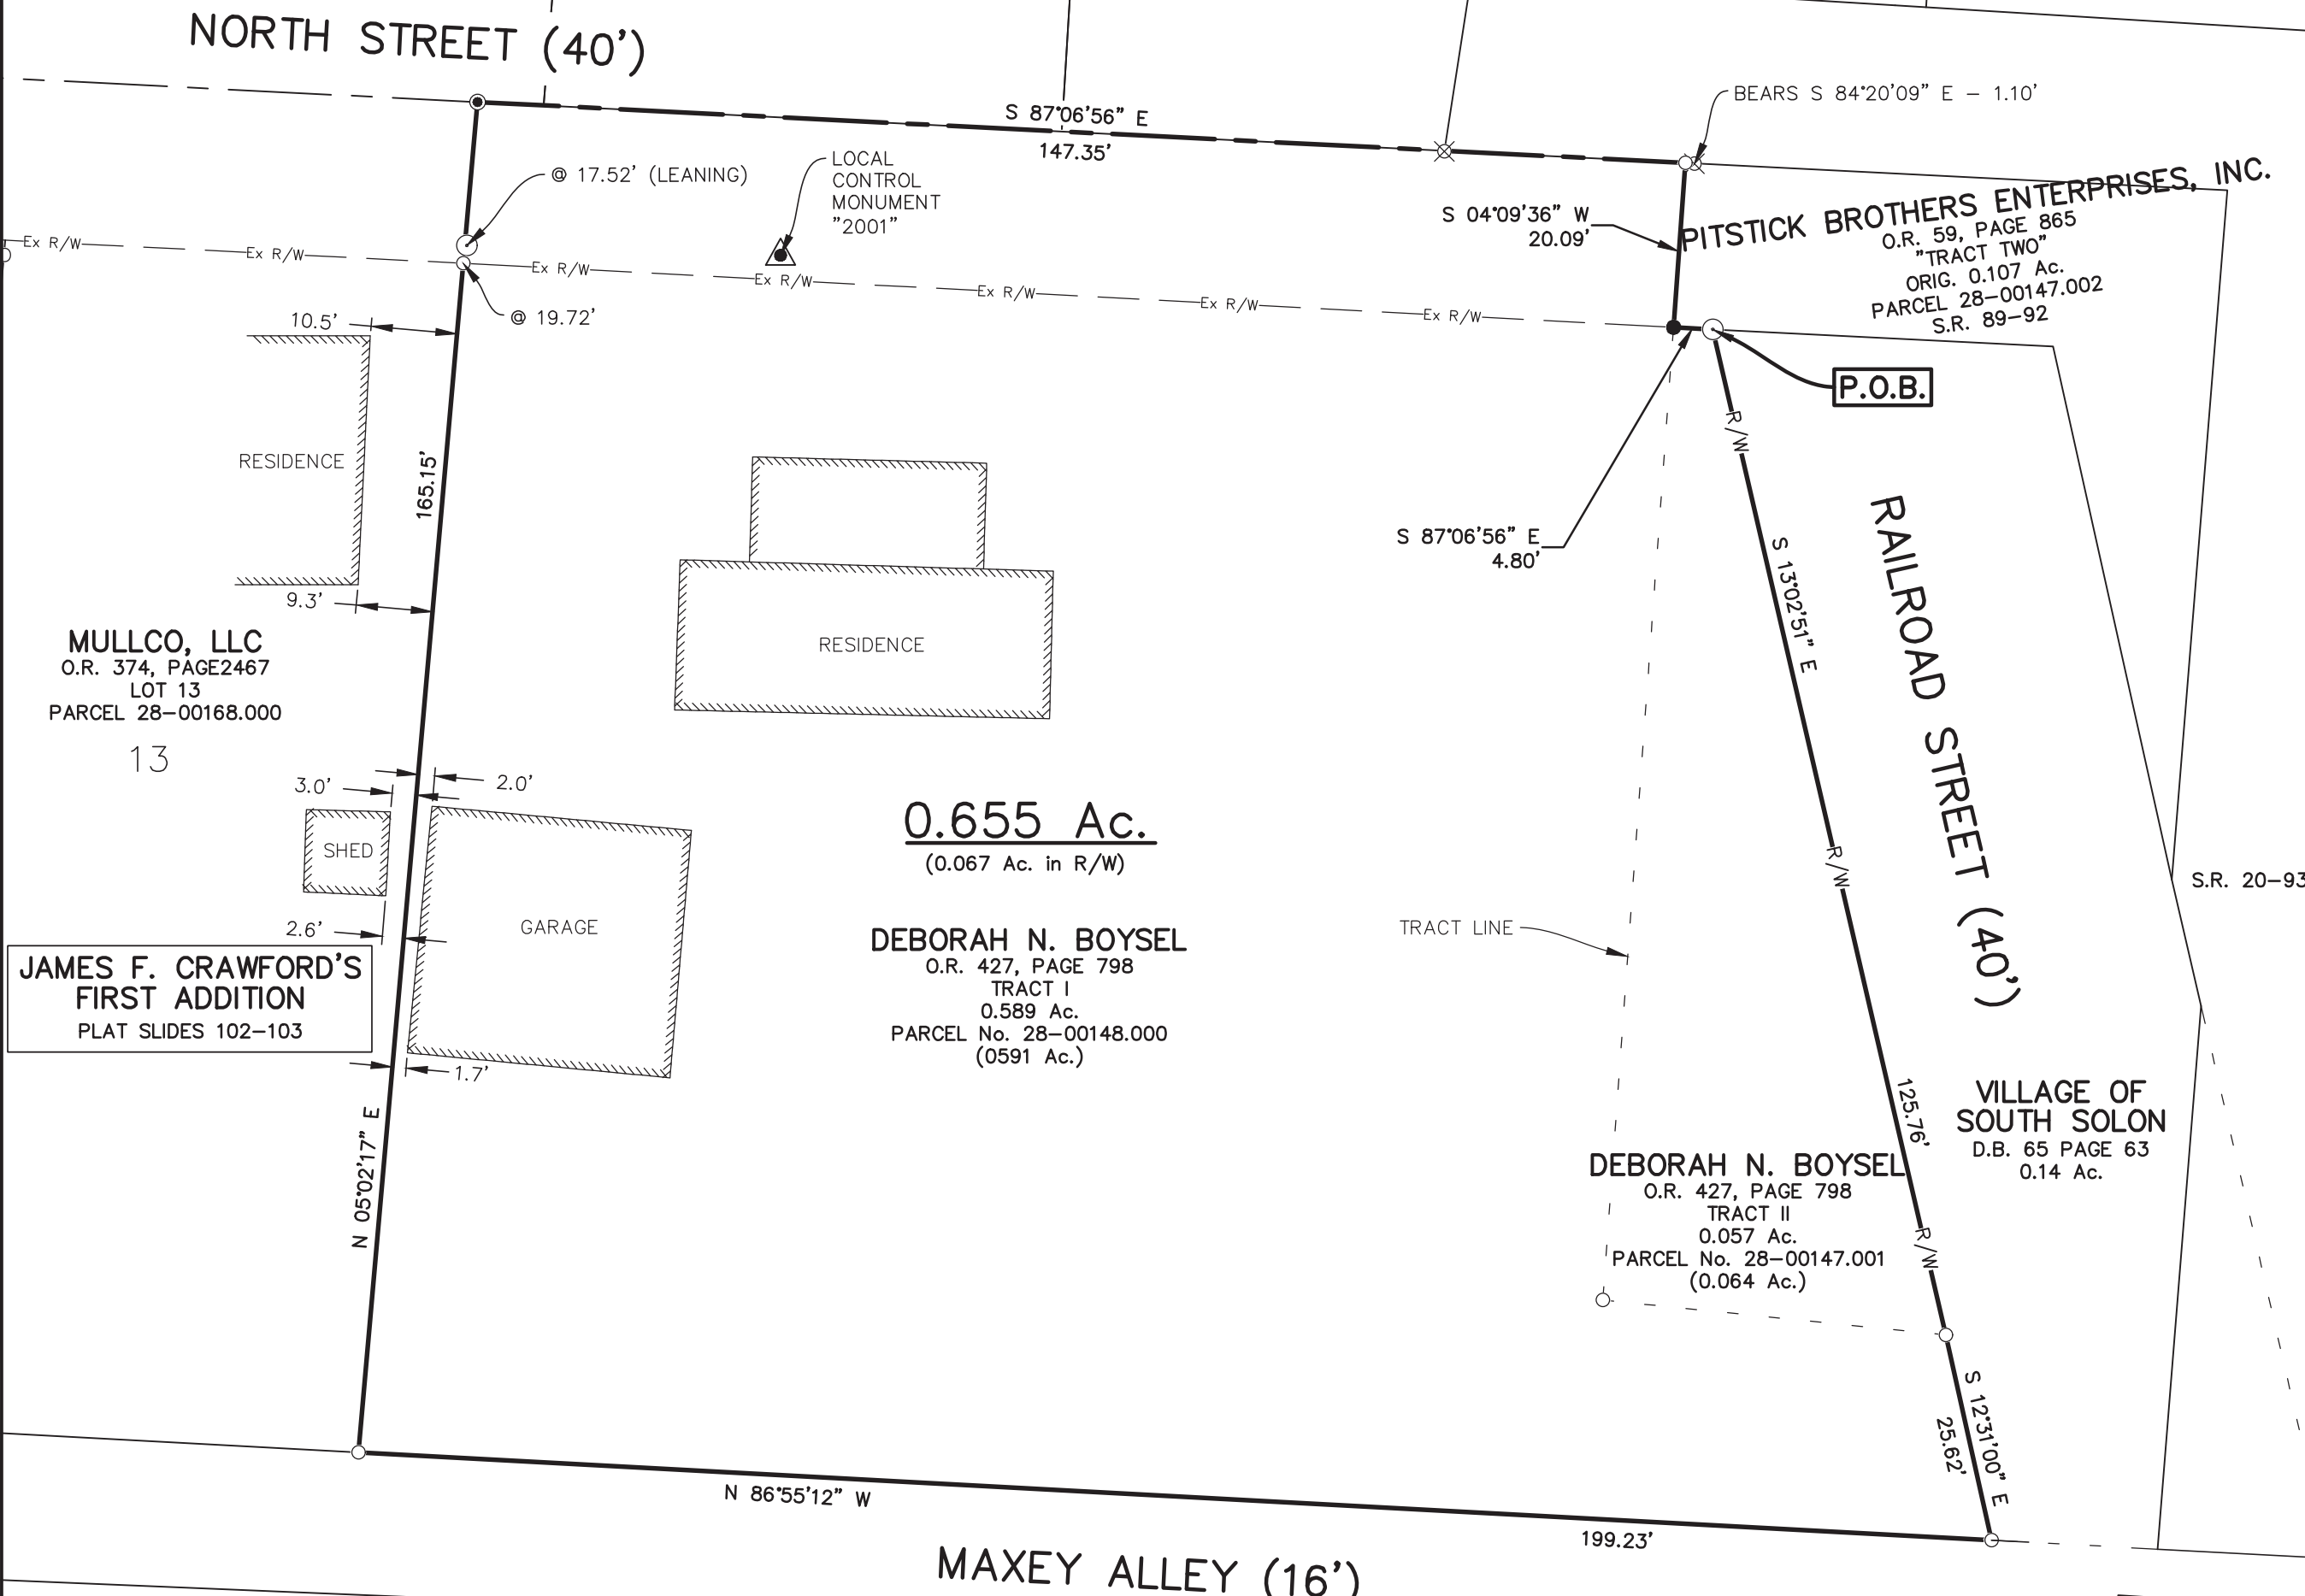 NORTH STREET (40')
S 87°06'56" E
147.35'
BEARS S 84°20'09" E - 1.10'
@ 17.52' (LEANING)
LOCAL
CONTROL
MONUMENT
"2001"
S 04°09'36" W
20.09'
PITSTICK BROTHERS ENTERPRISES, INC.
O.R. 59, PAGE 865
"TRACT TWO"
ORIG. 0.107 Ac.
PARCEL 28-00147.002
S.R. 89-92
Ex R/W
Ex R/W
Ex R/W
Ex R/W
Ex R/W
Ex R/W
Ex R/W
@ 19.72'
10.5'
P.O.B.
RESIDENCE
165.15'
R/W
S 87°06'56" E
4.80'
S 13°02'51" E
RAILROAD STREET (40')
9.3'
RESIDENCE
MULLCO, LLC
O.R. 374, PAGE2467
LOT 13
PARCEL 28-00168.000
13
3.0'
2.0'
SHED
GARAGE
2.6'
0.655 Ac.
(0.067 Ac. in R/W)
R/W
S.R. 20-93
JAMES F. CRAWFORD'S
FIRST ADDITION
PLAT SLIDES 102-103
DEBORAH N. BOYSEL
O.R. 427, PAGE 798
TRACT I
0.589 Ac.
PARCEL No. 28-00148.000
(0591 Ac.)
TRACT LINE
1.7'
N 05°02'17" E
125.76'
VILLAGE OF
SOUTH SOLON
D.B. 65 PAGE 63
0.14 Ac.
DEBORAH N. BOYSEL
O.R. 427, PAGE 798
TRACT II
0.057 Ac.
PARCEL No. 28-00147.001
(0.064 Ac.)
R/W
S 12°31'00" E
25.62'
N 86°55'12" W
199.23'
MAXEY ALLEY (16')